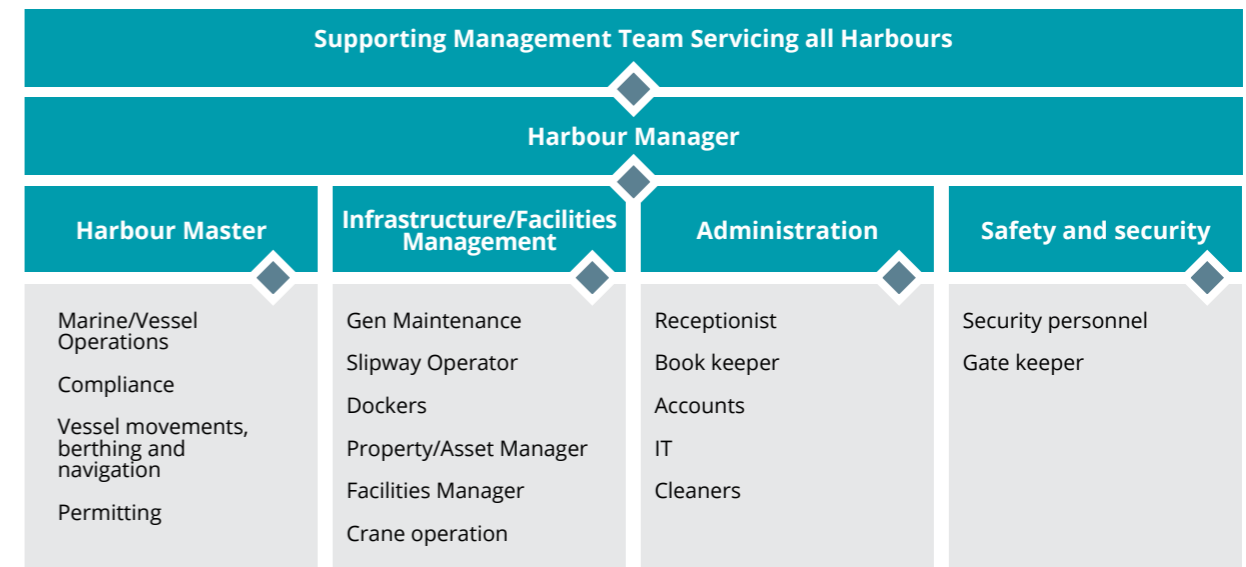 Supporting Management Team Servicing all Harbours
Harbour Manager
Harbour Master
Marine/Vessel
Operations
Compliance
Vessel movements,
berthing and
navigation
Permitting
Infrastructure/Facilities
Management
Gen Maintenance
Slipway Operator
Dockers
Property/Asset Manager
Facilities Manager
Crane operation
Administration
Receptionist
Book keeper
Accounts
IT
Cleaners
Safety and security
Security personnel
Gate keeper